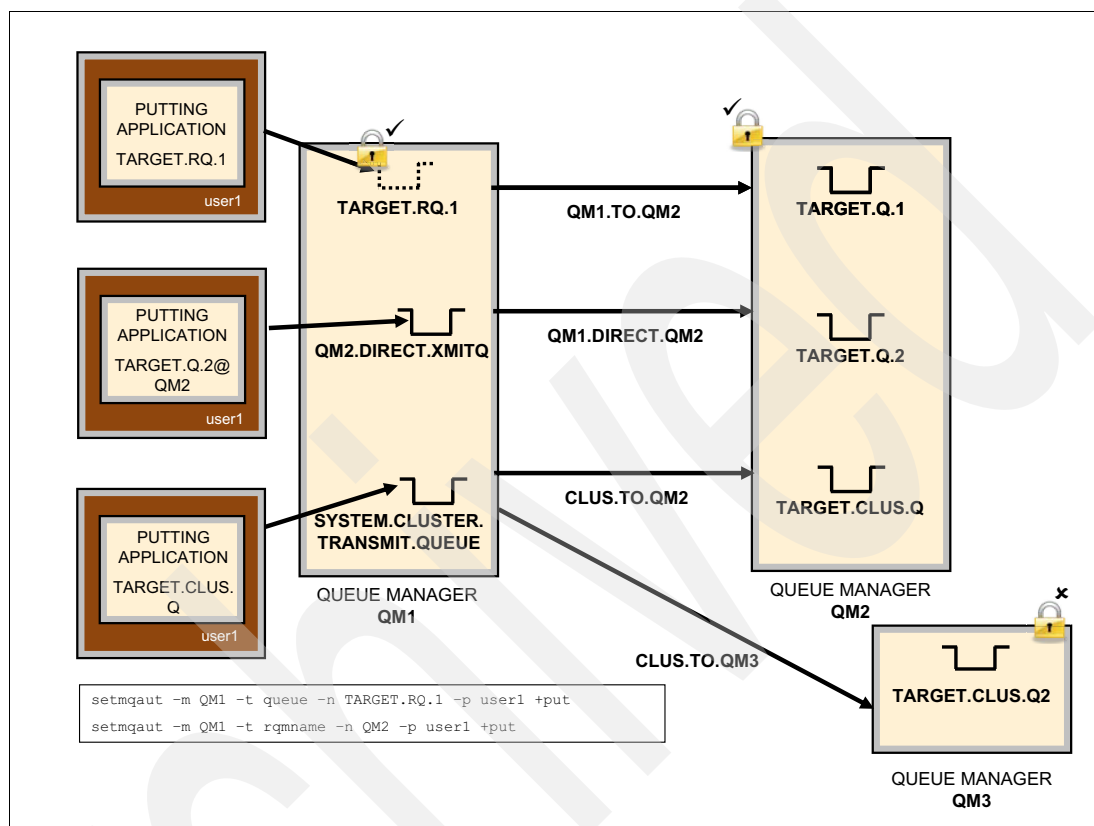 PUTTING
APPLICATION
TARGET.RQ.1
user1
TARGET.RQ.1
QM1.TO.QM2
TARGET.Q.1
PUTTING
APPLICATION
TARGET.Q.2@
QM2
user1
QM2.DIRECT.XMITQ
QM1.DIRECT.QM2
TARGET.Q.2
PUTTING
APPLICATION
TARGET.CLUS.
Q
user1
SYSTEM.CLUSTER.
TRANSMIT.QUEUE
CLUS.TO.QM2
TARGET.CLUS.Q
QUEUE MANAGER
QM1
QUEUE MANAGER
QM2
CLUS.TO.QM3
TARGET.CLUS.Q2
QUEUE MANAGER
QM3
setmqaut –m QM1 –t queue –n TARGET.RQ.1 –p user1 +put
setmqaut –m QM1 –t rqmname –n QM2 –p user1 +put